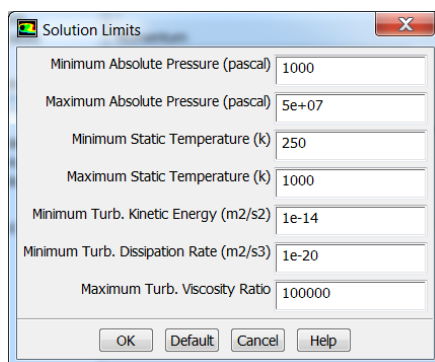 Solution Limits
Minimum Absolute Pressure (pascal) 1000
Maximum Absolute Pressure (pascal) 5e+07
Minimum Static Temperature (k) 250
Maximum Static Temperature (k) 1000
Minimum Turb. Kinetic Energy (m2/s2) 1e-14
Minimum Turb. Dissipation Rate (m2/s3) 1e-20
Maximum Turb. Viscosity Ratio 100000
OK Default Cancel Help